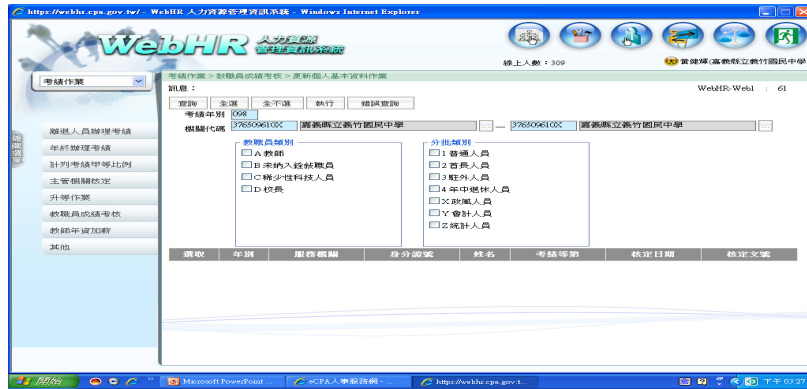 https://webhr.cpa.gov.tw/ - WebHR 人力資源管理資訊系統 - Windows Internet Explorer
WebHR 人力資源
管理資訊系統
線上人數：309
黃健輝(嘉義縣立義竹國民中學
考績作業
考績作業 > 教職員成績考核 > 更新個人基本資料作業
訊息：
WebHR-Web1 : 61
查詢 全選 全不選 執行 錯誤查詢
考績年別 098
機關代碼 376509610X 嘉義縣立義竹國民中學 ... — 376509610X 嘉義縣立義竹國民中學 ...
教職員類別
A 教師
B 未納入銓敘職員
C 稀少性科技人員
D 校長
分批類別
1 普通人員
2 首長人員
3 駐外人員
4 年中退休人員
X 政風人員
Y 會計人員
Z 統計人員
離退人員辦理考績
年終辦理考績
計列考績甲等比例
主管機關核定
升等作業
教職員成績考核
教師年資加薪
其他
選取 年別 服務機關 身分證號 姓名 考績等第 核定日期 核定文號
開始
Microsoft PowerPoint ...
eCPA人事服務網 - ...
https://webhr.cpa.gov.t...
下午 03:27